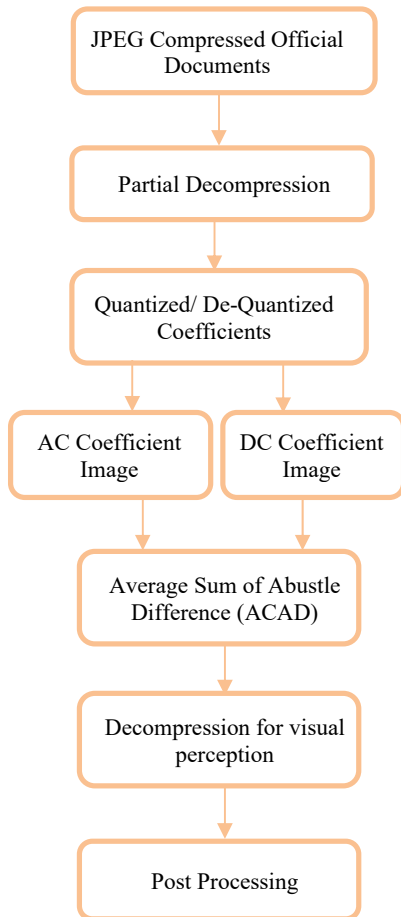 JPEG Compressed Official
Documents
Partial Decompression
Quantized/ De-Quantized
Coefficients
AC Coefficient
Image
DC Coefficient
Image
Average Sum of Abustle
Difference (ACAD)
Decompression for visual
perception
Post Processing